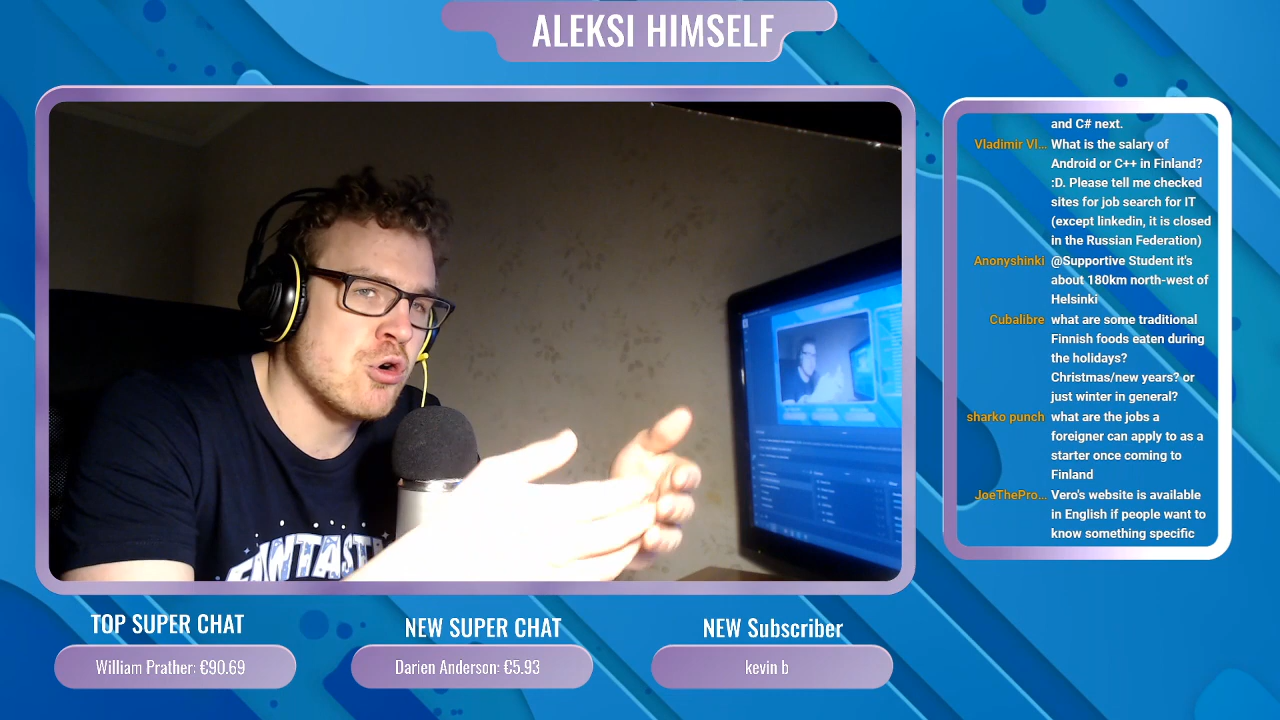 ALEKSI HIMSELF
and C# next.
Vladimir Vl... What is the salary of
Android or C++ in Finland?
:D. Please tell me checked
sites for job search for IT
(except linkedin, it is closed
in the Russian Federation)
Anonyshinki @Supportive Student it's
about 180km north-west of
Helsinki
Cubalibre what are some traditional
Finnish foods eaten during
the holidays?
Christmas/new years? or
just winter in general?
sharko punch what are the jobs a
foreigner can apply to as a
starter once coming to
Finland
JoeThePro... Vero's website is available
in English if people want to
know something specific
TOP SUPER CHAT
William Prather: €90.69
NEW SUPER CHAT
Darien Anderson: €5.93
NEW Subscriber
kevin b